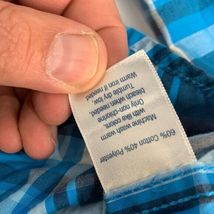 60% Cotton 40% Polyester
Machine wash warm
with like colors.
Only non-chlorine
bleach when needed.
Tumble dry low,
Warm iron if needed.